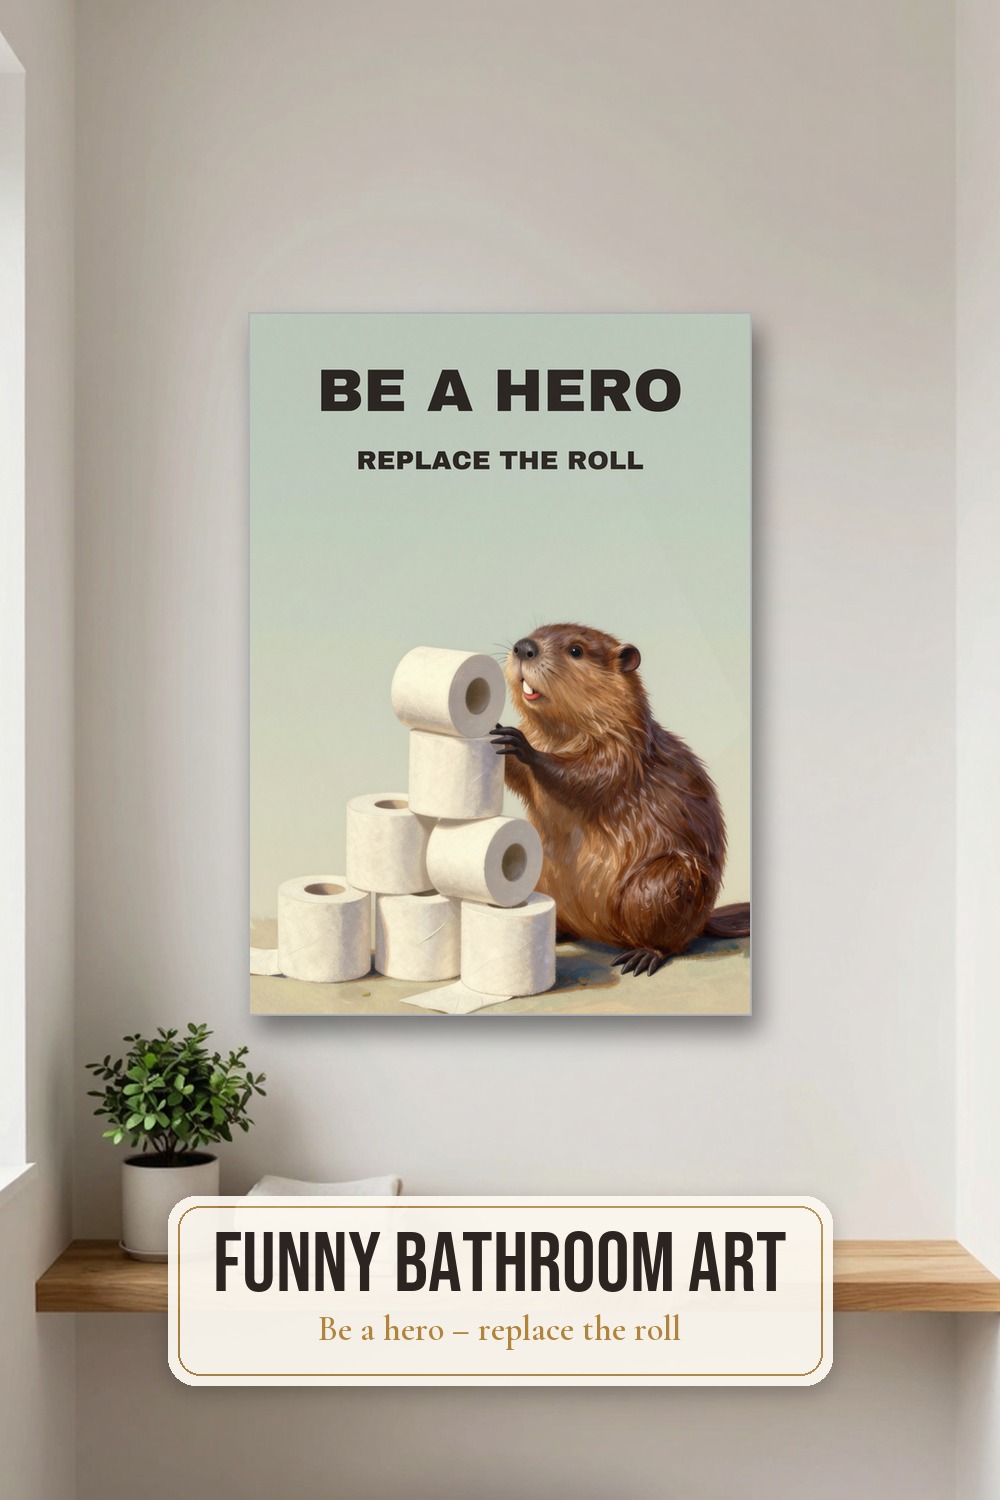 BE A HERO
REPLACE THE ROLL
FUNNY BATHROOM ART
Be a hero – replace the roll